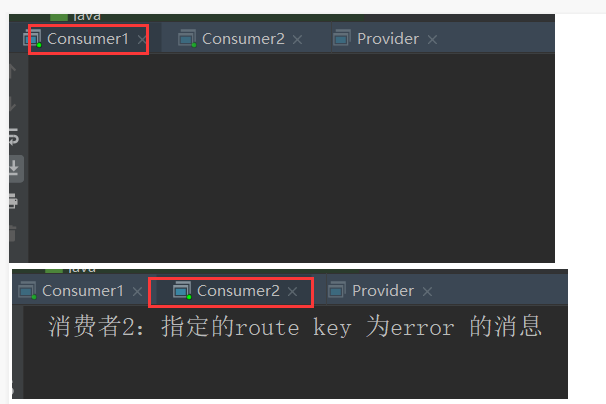 java
Consumer1 Consumer2 Provider
java
Consumer1 Consumer2 Provider
消费者2：指定的route key 为error 的消息